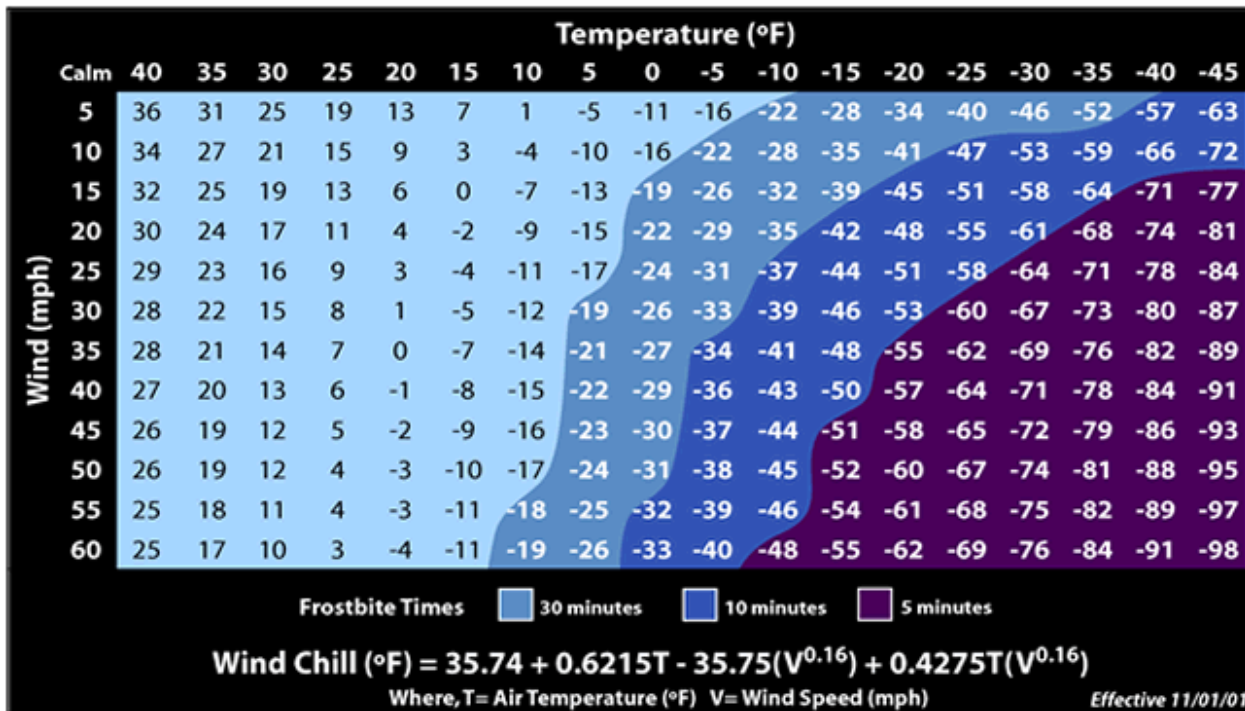 Temperature (ºF)
Calm 40 35 30 25 20 15 10 5 0 -5 -10 -15 -20 -25 -30 -35 -40 -45
5 36 31 25 19 13 7 1 -5 -11 -16 -22 -28 -34 -40 -46 -52 -57 -63
10 34 27 21 15 9 3 -4 -10 -16 -22 -28 -35 -41 -47 -53 -59 -66 -72
15 32 25 19 13 6 0 -7 -13 -19 -26 -32 -39 -45 -51 -58 -64 -71 -77
20 30 24 17 11 4 -2 -9 -15 -22 -29 -35 -42 -48 -55 -61 -68 -74 -81
25 29 23 16 9 3 -4 -11 -17 -24 -31 -37 -44 -51 -58 -64 -71 -78 -84
30 28 22 15 8 1 -5 -12 -19 -26 -33 -39 -46 -53 -60 -67 -73 -80 -87
35 28 21 14 7 0 -7 -14 -21 -27 -34 -41 -48 -55 -62 -69 -76 -82 -89
40 27 20 13 6 -1 -8 -15 -22 -29 -36 -43 -50 -57 -64 -71 -78 -84 -91
45 26 19 12 5 -2 -9 -16 -23 -30 -37 -44 -51 -58 -65 -72 -79 -86 -93
50 26 19 12 4 -3 -10 -17 -24 -31 -38 -45 -52 -60 -67 -74 -81 -88 -95
55 25 18 11 4 -3 -11 -18 -25 -32 -39 -46 -54 -61 -68 -75 -82 -89 -97
60 25 17 10 3 -4 -11 -19 -26 -33 -40 -48 -55 -62 -69 -76 -84 -91 -98
Wind (mph)
Frostbite Times 30 minutes 10 minutes 5 minutes
Wind Chill (ºF) = 35.74 + 0.6215T - 35.75(V^0.16) + 0.4275T(V^0.16)
Where, T= Air Temperature (ºF) V= Wind Speed (mph) Effective 11/01/01